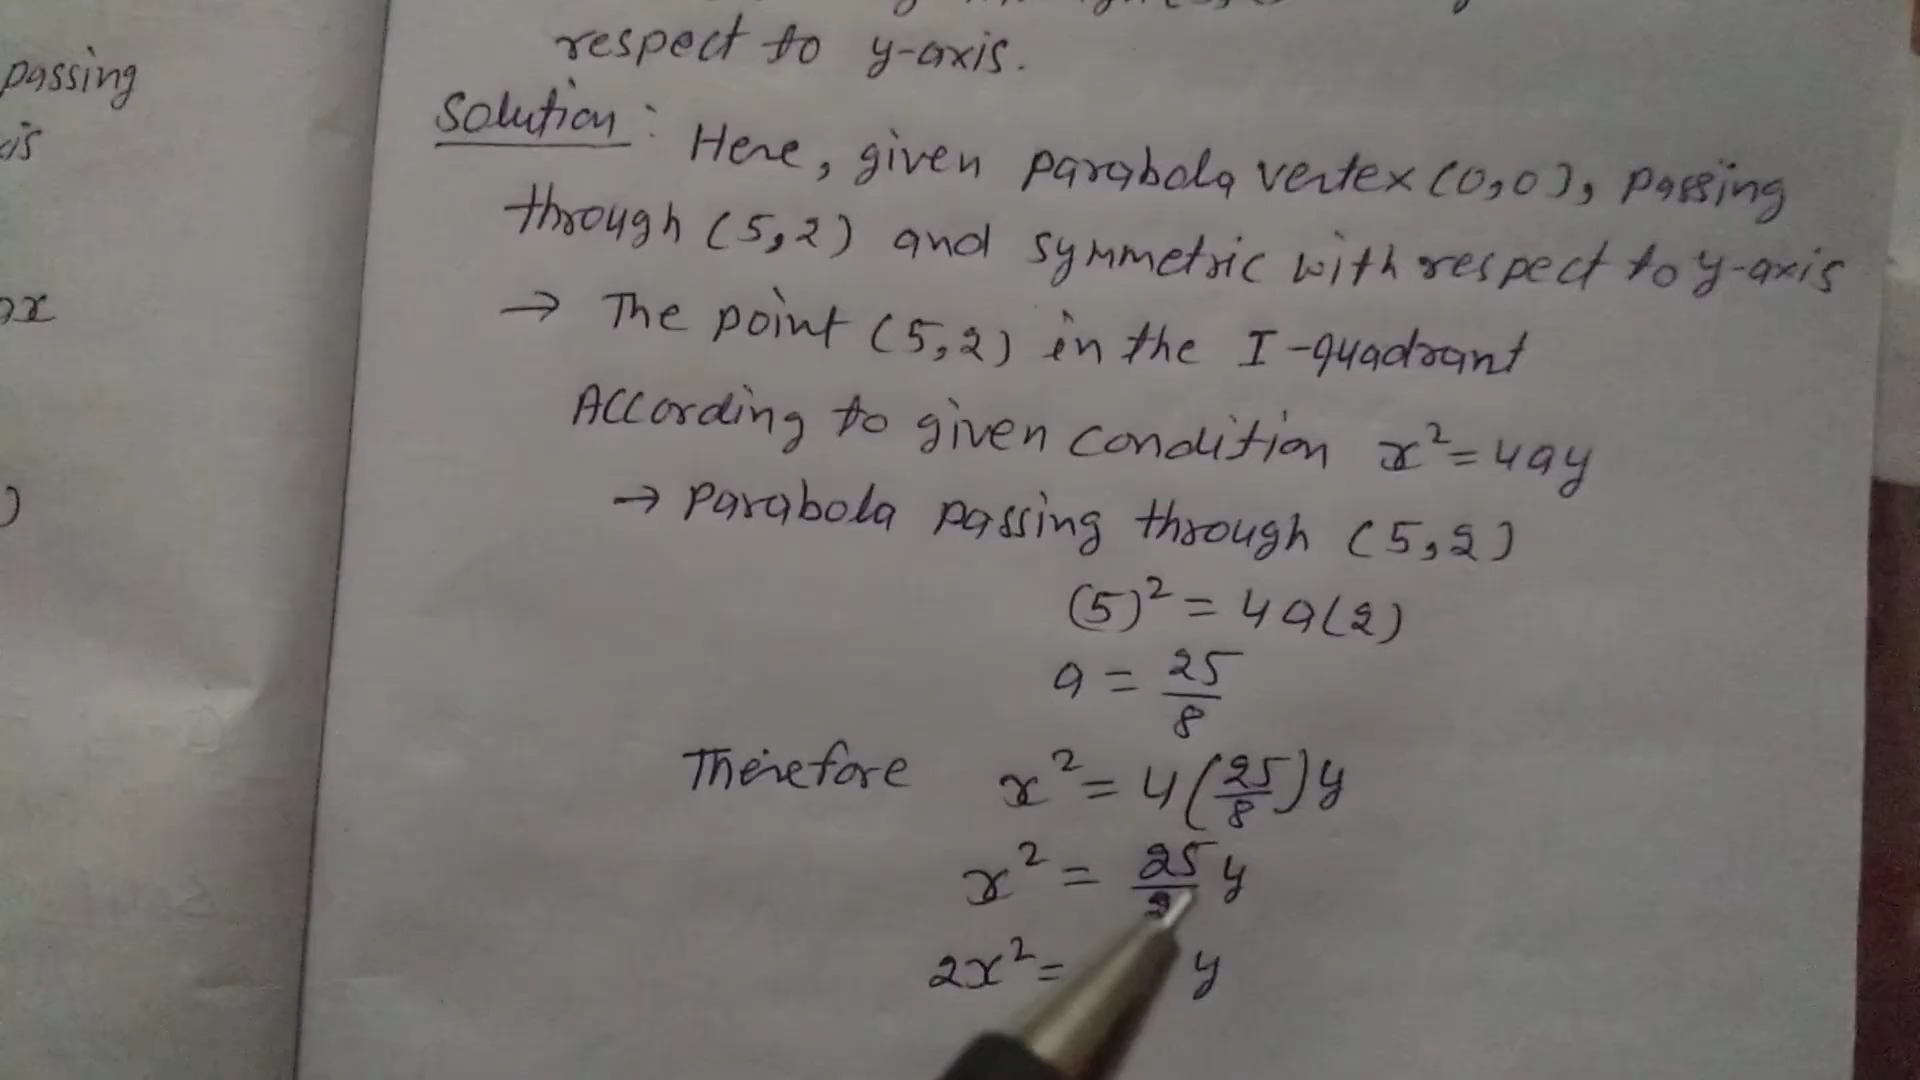 passing
respect to y-axis.
Solution: Here, given parabola vertex (0,0), passing
through (5,2) and symmetric with respect to y-axis
→ The point (5,2) in the I-quadrant
According to given condition x² = 4ay
→ parabola passing through (5,2)
(5)² = 4a(2)
a = 25/8
Therefore x² = 4(25/8)y
x² = 25/2 y
2x² = y